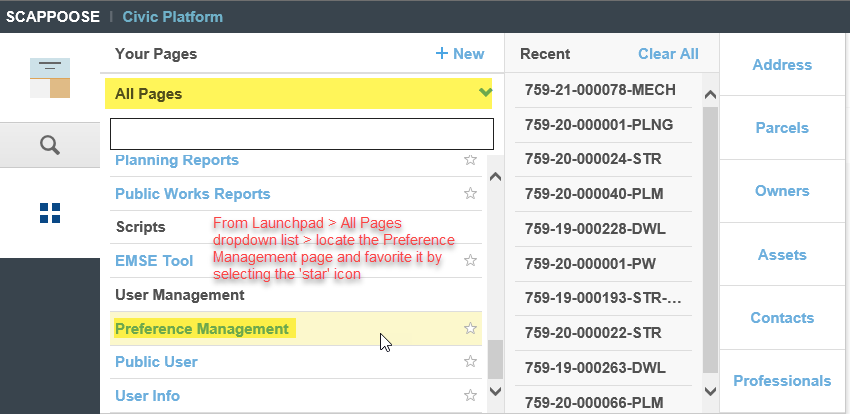 SCAPPOOSE | Civic Platform
Your Pages
+ New
All Pages
Planning Reports
Public Works Reports
Scripts
EMSE Tool
User Management
Preference Management
Public User
User Info
From Launchpad > All Pages
dropdown list > locate the Preference
Management page and favorite it by
selecting the 'star' icon
Recent
Clear All
759-21-000078-MECH
759-20-000001-PLNG
759-20-000024-STR
759-20-000040-PLM
759-19-000228-DWL
759-20-000001-PW
759-19-000193-STR-...
759-20-000022-STR
759-19-000263-DWL
759-20-000066-PLM
Address
Parcels
Owners
Assets
Contacts
Professionals